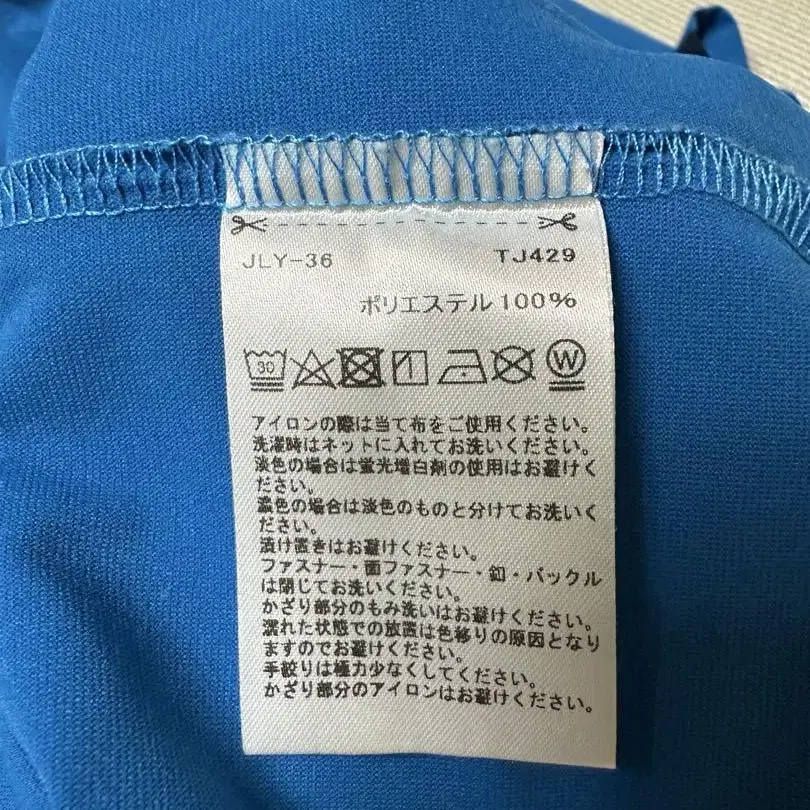 JLY-36 TJ429
ポリエステル100%
30 W
アイロンの際は当て布をご使用ください。
洗濯時はネットに入れてお洗いください。
淡色の場合は蛍光増白剤の使用はお避けく
ださい。
濃色の場合は淡色のものと分けてお洗いく
ださい。
漬け置きはお避けください。
ファスナー・面ファスナー・釦・バックル
は閉じてお洗いください。
かざり部分のもみ洗いはお避けください。
濡れた状態での放置は色移りの原因となり
ますのでお避けください。
手絞りは極力少なくしてください。
かざり部分のアイロンはお避けください。